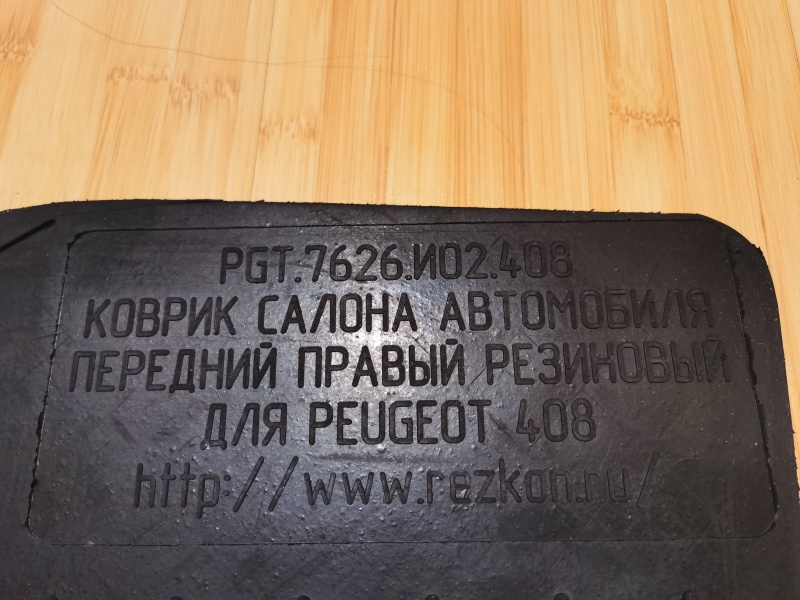 PGT.7626.И02.408
КОВРИК САЛОНА АВТОМОБИЛЯ
ПЕРЕДНИЙ ПРАВЫЙ РЕЗИНОВЫЙ
ДЛЯ PEUGEOT 408
http://www.rezkon.ru/